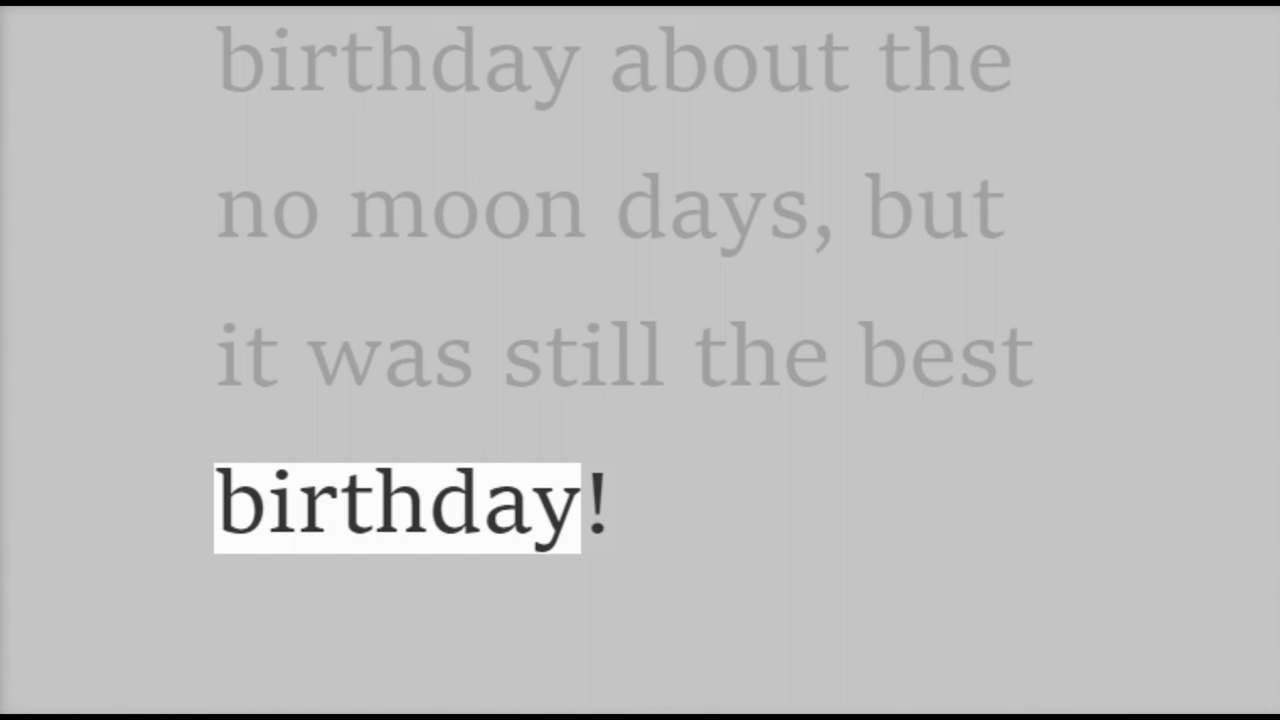 birthday about the
no moon days, but
it was still the best
birthday!